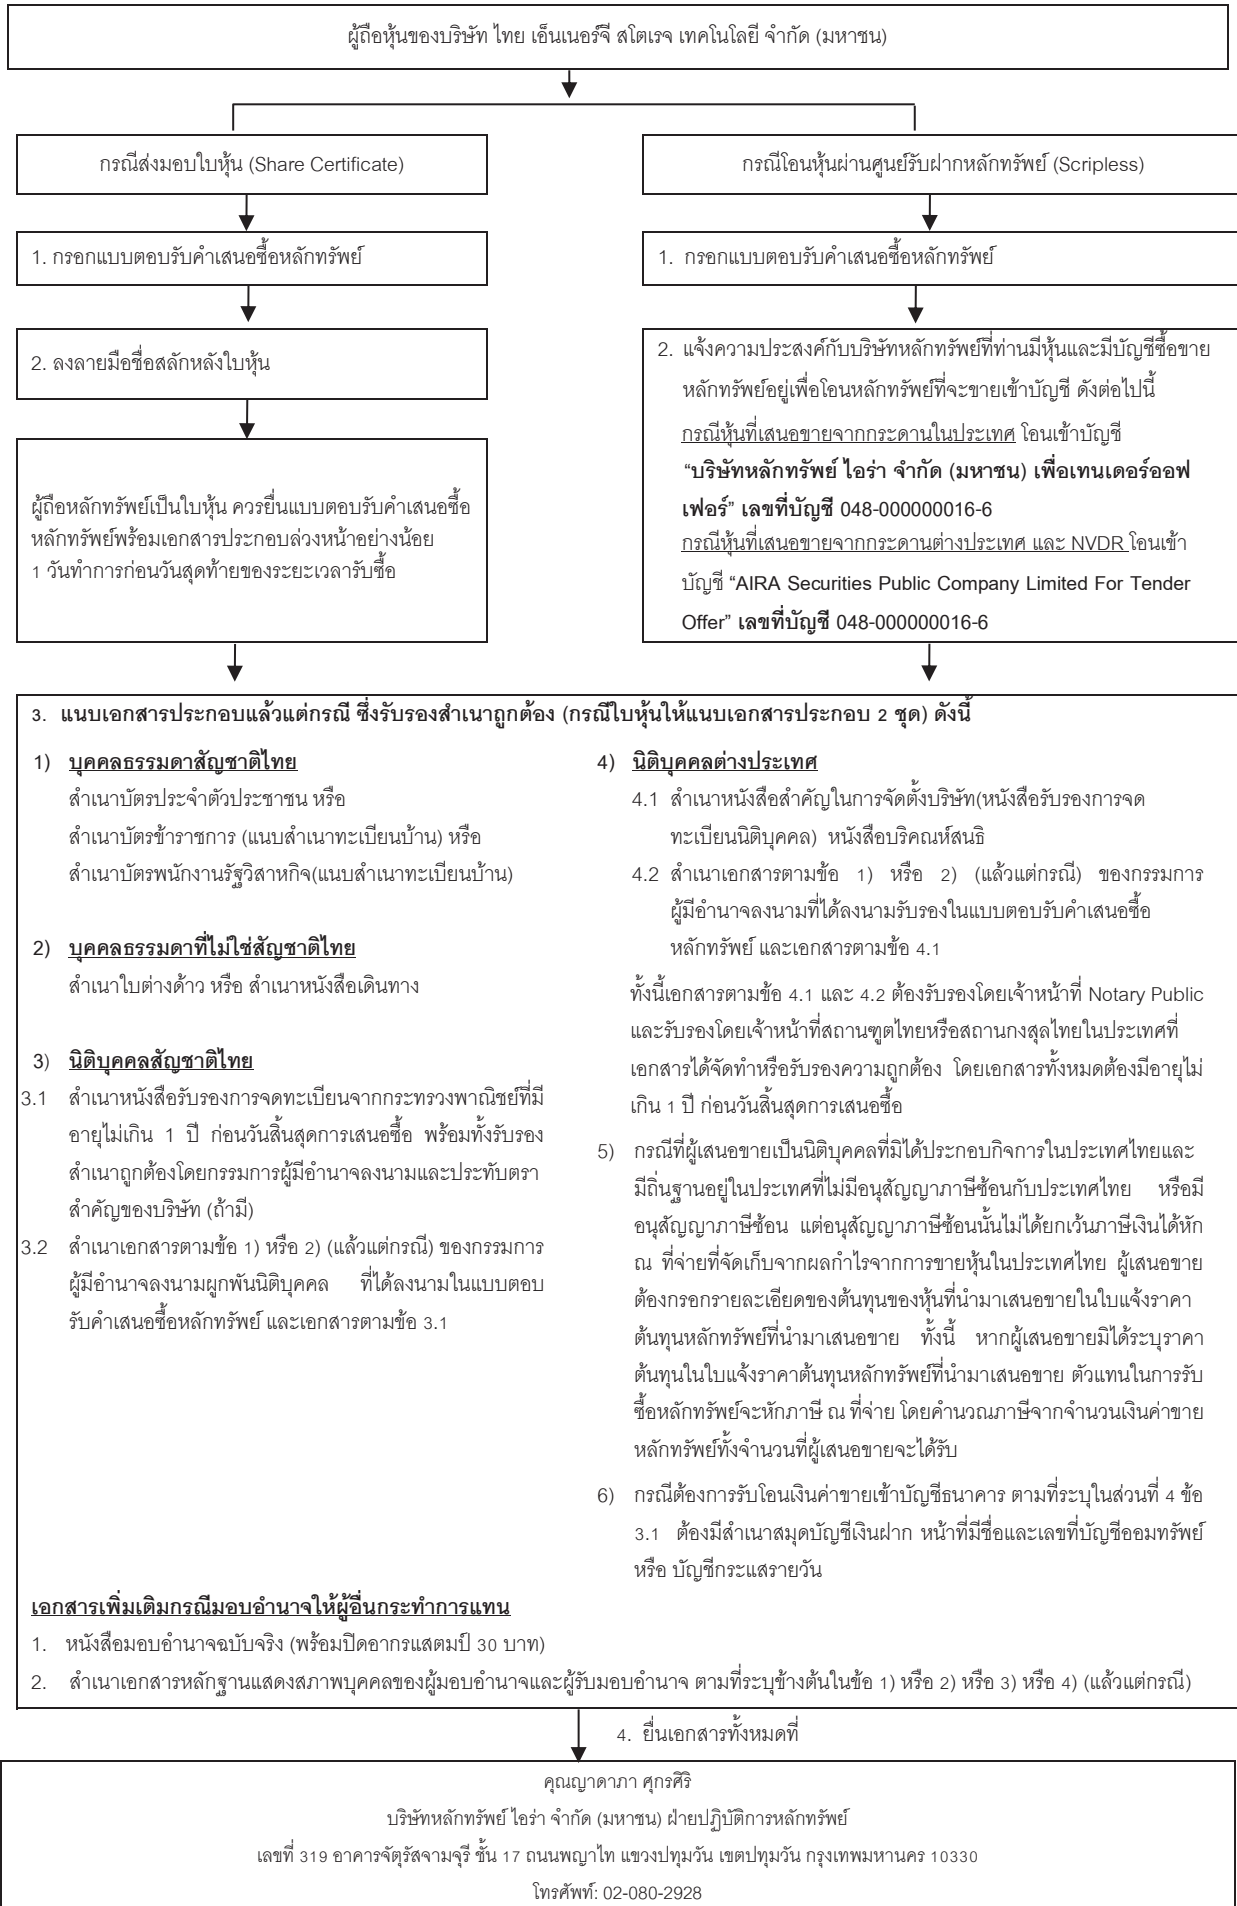 ผู้ถือหุ้นของบริษัท ไทย เอ็นเนอร์จี สโตเรจ เทคโนโลยี จำกัด (มหาชน)
กรณีส่งมอบใบหุ้น (Share Certificate)
1. กรอกแบบตอบรับคำเสนอซื้อหลักทรัพย์
2. ลงลายมือชื่อสลักหลังใบหุ้น
ผู้ถือหลักทรัพย์เป็นใบหุ้น ควรยื่นแบบตอบรับคำเสนอซื้อ
หลักทรัพย์พร้อมเอกสารประกอบล่วงหน้าอย่างน้อย
1 วันทำการก่อนวันสุดท้ายของระยะเวลารับซื้อ
กรณีโอนหุ้นผ่านศูนย์รับฝากหลักทรัพย์ (Scripless)
1. กรอกแบบตอบรับคำเสนอซื้อหลักทรัพย์
2. แจ้งความประสงค์กับบริษัทหลักทรัพย์ที่ท่านมีหุ้นและมีบัญชีซื้อขาย
หลักทรัพย์อยู่เพื่อโอนหลักทรัพย์ที่จะขายเข้าบัญชี ดังต่อไปนี้
กรณีหุ้นที่เสนอขายจากกระดานในประเทศ โอนเข้าบัญชี
“บริษัทหลักทรัพย์ ไอร่า จำกัด (มหาชน) เพื่อเทนเดอร์ออฟ
เฟอร์” เลขที่บัญชี 048-000000016-6
กรณีหุ้นที่เสนอขายจากกระดานต่างประเทศ และ NVDR โอนเข้า
บัญชี “AIRA Securities Public Company Limited For Tender
Offer” เลขที่บัญชี 048-000000016-6
3. แนบเอกสารประกอบแล้วแต่กรณี ซึ่งรับรองสำเนาถูกต้อง (กรณีใบหุ้นให้แนบเอกสารประกอบ 2 ชุด) ดังนี้
1) บุคคลธรรมดาสัญชาติไทย
สำเนาบัตรประจำตัวประชาชน หรือ
สำเนาบัตรข้าราชการ (แนบสำเนาทะเบียนบ้าน) หรือ
สำเนาบัตรพนักงานรัฐวิสาหกิจ(แนบสำเนาทะเบียนบ้าน)
2) บุคคลธรรมดาที่ไม่ใช่สัญชาติไทย
สำเนาใบต่างด้าว หรือ สำเนาหนังสือเดินทาง
3) นิติบุคคลสัญชาติไทย
3.1 สำเนาหนังสือรับรองการจดทะเบียนจากกระทรวงพาณิชย์ที่มี
อายุไม่เกิน 1 ปี ก่อนวันสิ้นสุดการเสนอซื้อ พร้อมทั้งรับรอง
สำเนาถูกต้องโดยกรรมการผู้มีอำนาจลงนามและประทับตรา
สำคัญของบริษัท (ถ้ามี)
3.2 สำเนาเอกสารตามข้อ 1) หรือ 2) (แล้วแต่กรณี) ของกรรมการ
ผู้มีอำนาจลงนามผูกพันนิติบุคคล ที่ได้ลงนามในแบบตอบ
รับคำเสนอซื้อหลักทรัพย์ และเอกสารตามข้อ 3.1
4) นิติบุคคลต่างประเทศ
4.1 สำเนาหนังสือสำคัญในการจัดตั้งบริษัท(หนังสือรับรองการจด
ทะเบียนนิติบุคคล) หนังสือบริคณห์สนธิ
4.2 สำเนาเอกสารตามข้อ 1) หรือ 2) (แล้วแต่กรณี) ของกรรมการ
ผู้มีอำนาจลงนามที่ได้ลงนามรับรองในแบบตอบรับคำเสนอซื้อ
หลักทรัพย์ และเอกสารตามข้อ 4.1
ทั้งนี้เอกสารตามข้อ 4.1 และ 4.2 ต้องรับรองโดยเจ้าหน้าที่ Notary Public
และรับรองโดยเจ้าหน้าที่สถานฑูตไทยหรือสถานกงสุลไทยในประเทศที่
เอกสารได้จัดทำหรือรับรองความถูกต้อง โดยเอกสารทั้งหมดต้องมีอายุไม่
เกิน 1 ปี ก่อนวันสิ้นสุดการเสนอซื้อ
5) กรณีที่ผู้เสนอขายเป็นนิติบุคคลที่มิได้ประกอบกิจการในประเทศไทยและ
มีถิ่นฐานอยู่ในประเทศที่ไม่มีอนุสัญญาภาษีซ้อนกับประเทศไทย หรือมี
อนุสัญญาภาษีซ้อน แต่อนุสัญญาภาษีซ้อนนั้นไม่ได้ยกเว้นภาษีเงินได้หัก
ณ ที่จ่ายที่จัดเก็บจากผลกำไรจากการขายหุ้นในประเทศไทย ผู้เสนอขาย
ต้องกรอกรายละเอียดของต้นทุนของหุ้นที่นำมาเสนอขายในใบแจ้งราคา
ต้นทุนหลักทรัพย์ที่นำมาเสนอขาย ทั้งนี้ หากผู้เสนอขายมิได้ระบุราคา
ต้นทุนในใบแจ้งราคาต้นทุนหลักทรัพย์ที่นำมาเสนอขาย ตัวแทนในการรับ
ซื้อหลักทรัพย์จะหักภาษี ณ ที่จ่าย โดยคำนวณภาษีจากจำนวนเงินค่าขาย
หลักทรัพย์ทั้งจำนวนที่ผู้เสนอขายจะได้รับ
6) กรณีต้องการรับโอนเงินค่าขายเข้าบัญชีธนาคาร ตามที่ระบุในส่วนที่ 4 ข้อ
3.1 ต้องมีสำเนาสมุดบัญชีเงินฝาก หน้าที่มีชื่อและเลขที่บัญชีออมทรัพย์
หรือ บัญชีกระแสรายวัน
เอกสารเพิ่มเติมกรณีมอบอำนาจให้ผู้อื่นกระทำการแทน
1. หนังสือมอบอำนาจฉบับจริง (พร้อมปิดอากรแสตมป์ 30 บาท)
2. สำเนาเอกสารหลักฐานแสดงสภาพบุคคลของผู้มอบอำนาจและผู้รับมอบอำนาจ ตามที่ระบุข้างต้นในข้อ 1) หรือ 2) หรือ 3) หรือ 4) (แล้วแต่กรณี)
4. ยื่นเอกสารทั้งหมดที่
คุณญาดาภา ศุกรศิริ
บริษัทหลักทรัพย์ ไอร่า จำกัด (มหาชน) ฝ่ายปฏิบัติการหลักทรัพย์
เลขที่ 319 อาคารจัตุรัสจามจุรี ชั้น 17 ถนนพญาไท แขวงปทุมวัน เขตปทุมวัน กรุงเทพมหานคร 10330
โทรศัพท์: 02-080-2928